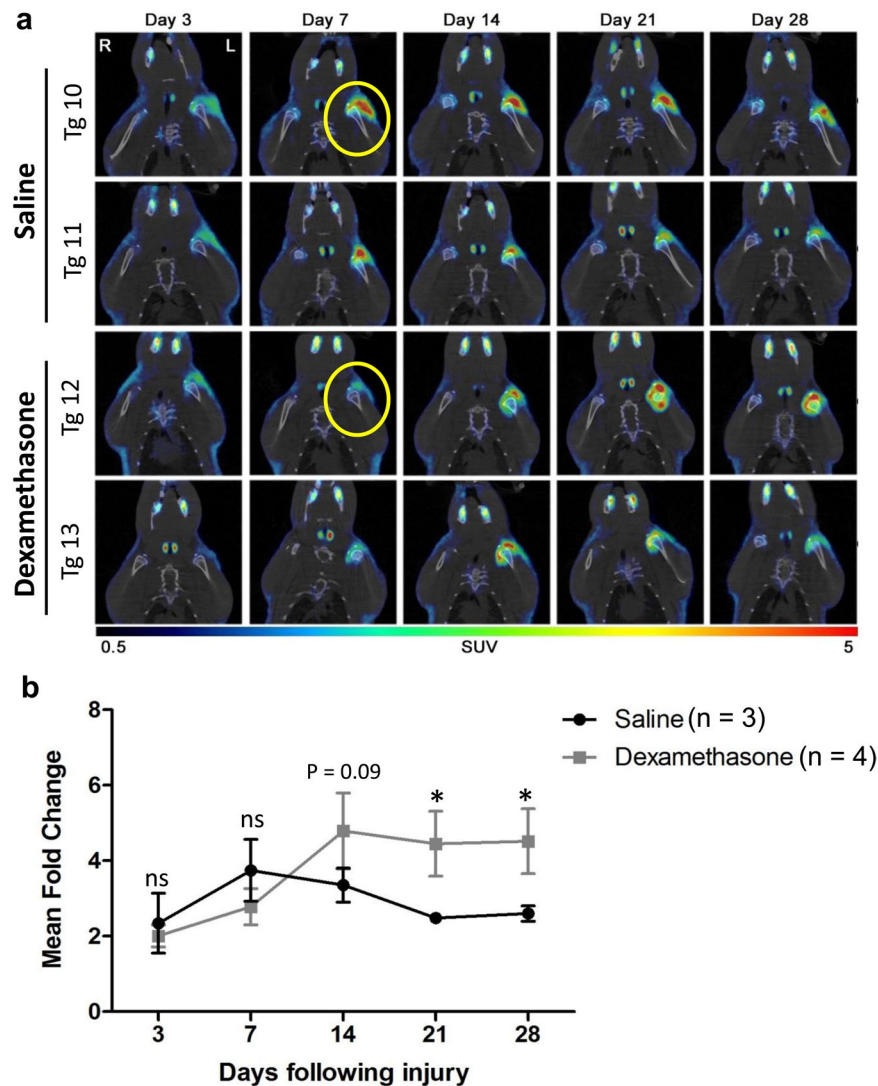 a
Day 3 Day 7 Day 14 Day 21 Day 28
R L
Saline
Tg 10
Tg 11
Dexamethasone
Tg 12
Tg 13
0.5 SUV 5
b
8
6
4
2
0
Mean Fold Change
ns
ns
P = 0.09
*
*
3 7 14 21 28
Days following injury
Saline (n = 3)
Dexamethasone (n = 4)